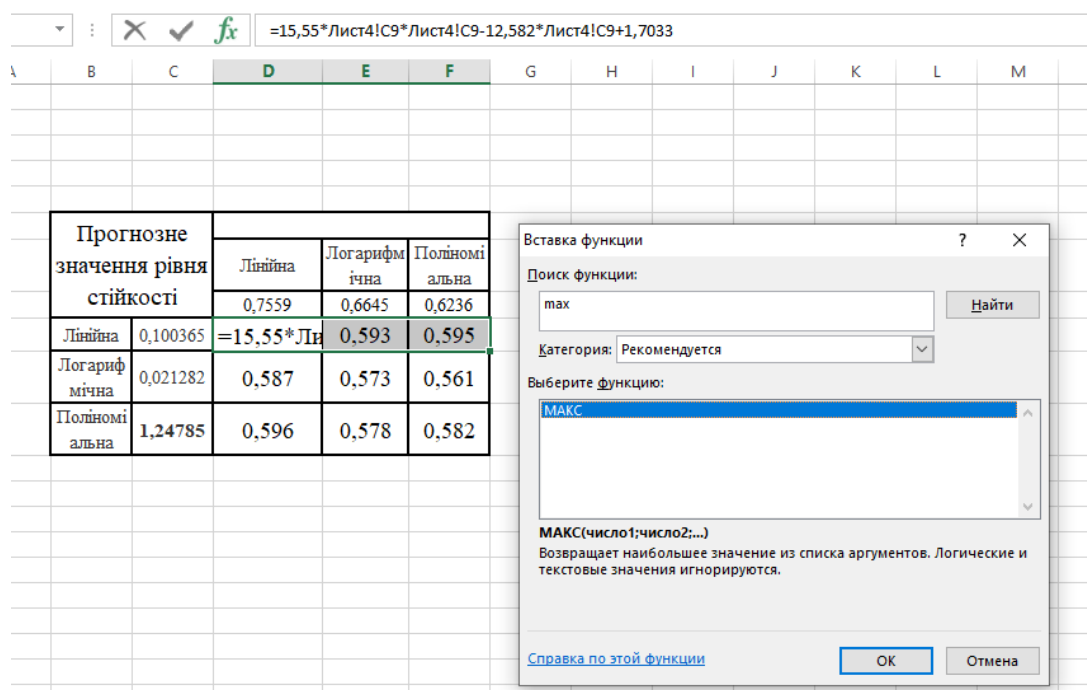 fx =15,55*Лист4!C9*Лист4!C9-12,582*Лист4!C9+1,7033
A B C D E F G H I J K L M
Прогнозне
значення рівня
стійкості
Лінійна
Логарифм
ічна
Поліномі
альна
0,7559 0,6645 0,6236
Лінійна 0,100365 =15,55*Ли 0,593 0,595
Логариф
мічна
0,021282 0,587 0,573 0,561
Поліномі
альна
1,24785 0,596 0,578 0,582
Вставка функции ? ×
Поиск функции:
max
Найти
Категория: Рекомендуется
Выберите функцию:
МАКС
МАКС(число1;число2;...)
Возвращает наибольшее значение из списка аргументов. Логические и
текстовые значения игнорируются.
Справка по этой функции
ОК Отмена